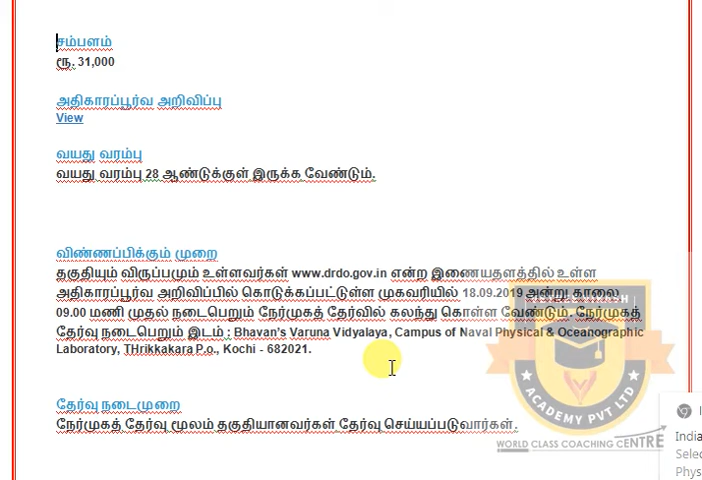 சம்பளம்
ரூ. 31,000
அதிகாரப்பூர்வ அறிவிப்பு
View
வயது வரம்பு
வயது வரம்பு 28 ஆண்டுக்குள் இருக்க வேண்டும்.
விண்ணப்பிக்கும் முறை
தகுதியும் விருப்பமும் உள்ளவர்கள் www.drdo.gov.in என்ற இணையதளத்தில் உள்ள
அதிகாரப்பூர்வ அறிவிப்பில் கொடுக்கப்பட்டுள்ள முகவரியில் 18.09.2019 அன்று காலை
09.00 மணி முதல் நடைபெறும் நேர்முகத் தேர்வில் கலந்து கொள்ள வேண்டும். நேர்முகத்
தேர்வு நடைபெறும் இடம் : Bhavan's Varuna Vidyalaya, Campus of Naval Physical & Oceanographic
Laboratory, THrikkakara P.o., Kochi - 682021.
தேர்வு நடைமுறை
நேர்முகத் தேர்வு மூலம் தகுதியானவர்கள் தேர்வு செய்யப்படுவார்கள்.
ACADEMY PVT LTD
WORLD CLASS COACHING CENTRE
India
Selec
Phys